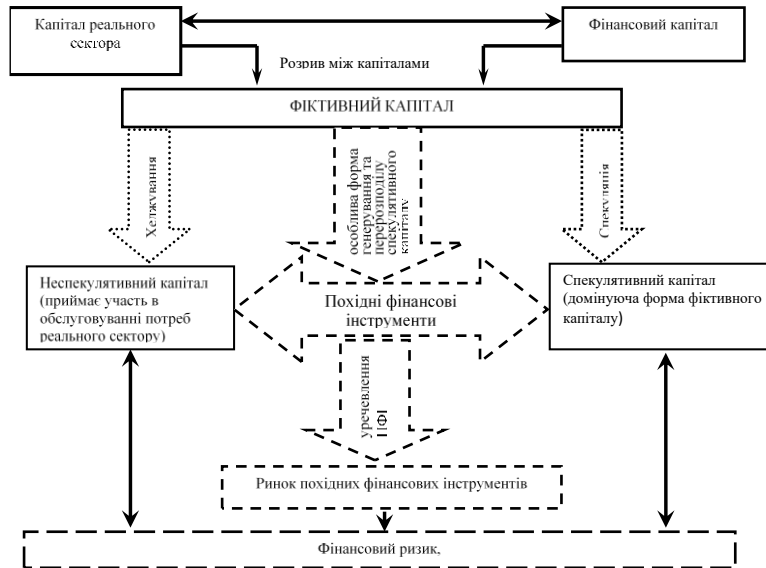 Капітал реального
сектора
Фінансовий капітал
Розрив між капіталами
ФІКТИВНИЙ КАПІТАЛ
Хеджування
особлива форма
генерування та
перерозподілу
спекулятивного
капіталу
Спекуляція
Неспекулятивний капітал
(приймає участь в
обслуговуванні потреб
реального сектору)
Похідні фінансові
інструменти
Спекулятивний капітал
(домінуюча форма фіктивного
капіталу)
уречевлення
ПФІ
Ринок похідних фінансових інструментів
Фінансовий ризик,